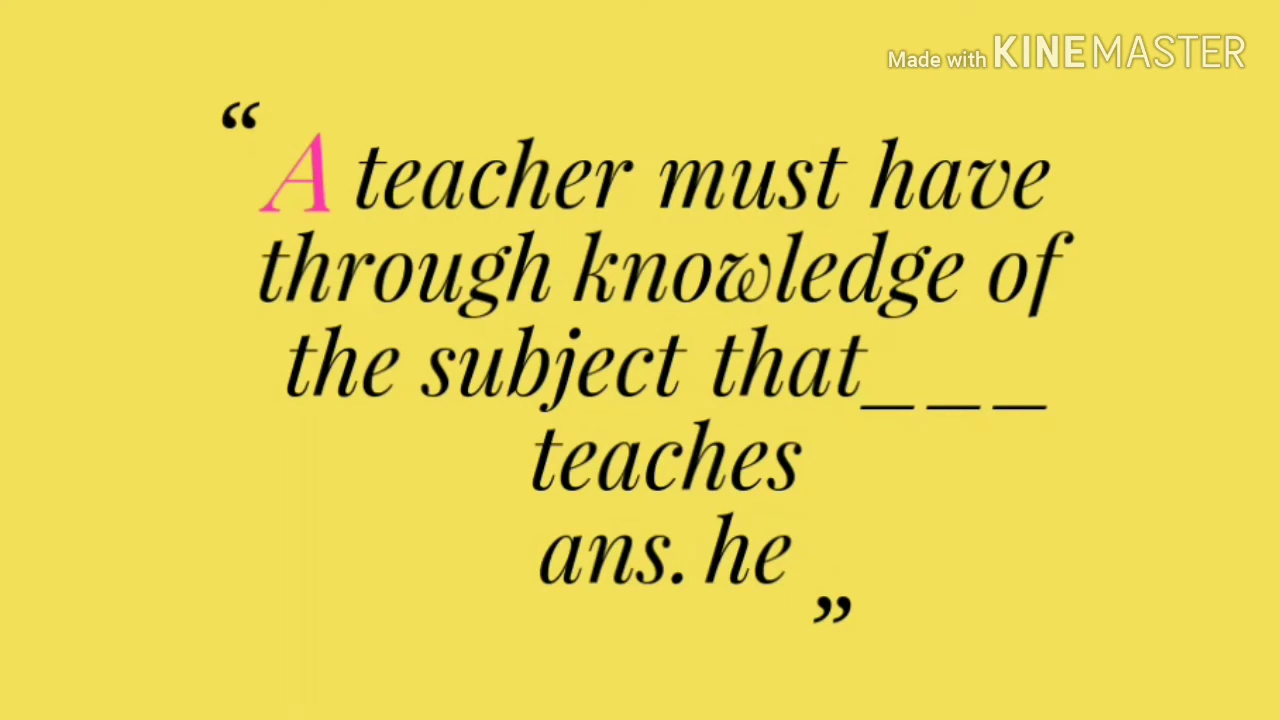 Made with KINEMASTER
“ A teacher must have
through knowledge of
the subject that___
teaches
ans. he ”